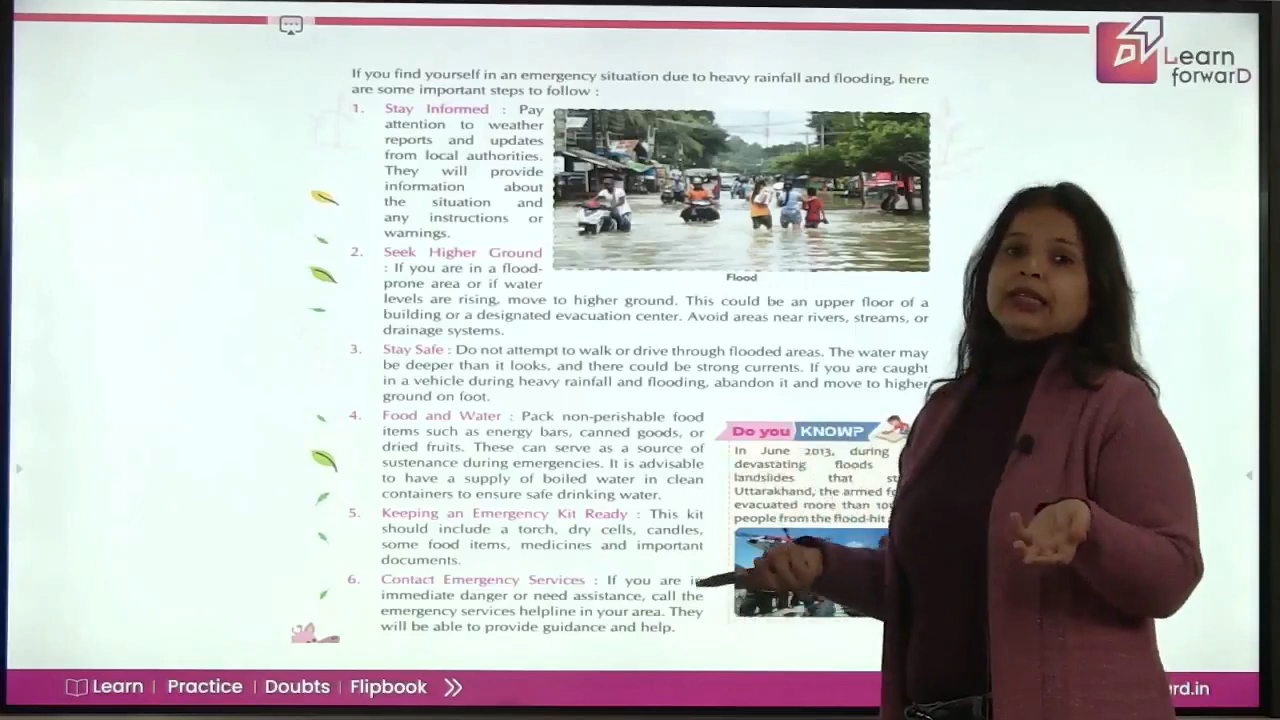 Learn
forwarD
If you find yourself in an emergency situation due to heavy rainfall and flooding, here
are some important steps to follow :
1. Stay Informed : Pay
attention to weather
reports and updates
from local authorities.
They will provide
information about
the situation and
any instructions or
warnings.
2. Seek Higher Ground
: If you are in a flood-
prone area or if water
levels are rising, move to higher ground. This could be an upper floor of a
building or a designated evacuation center. Avoid areas near rivers, streams, or
drainage systems.
Flood
3. Stay Safe : Do not attempt to walk or drive through flooded areas. The water may
be deeper than it looks, and there could be strong currents. If you are caught
in a vehicle during heavy rainfall and flooding, abandon it and move to higher
ground on foot.
4. Food and Water : Pack non-perishable food
items such as energy bars, canned goods, or
dried fruits. These can serve as a source of
sustenance during emergencies. It is advisable
to have a supply of boiled water in clean
containers to ensure safe drinking water.
5. Keeping an Emergency Kit Ready : This kit
should include a torch, dry cells, candles,
some food items, medicines and important
documents.
6. Contact Emergency Services : If you are in
immediate danger or need assistance, call the
emergency services helpline in your area. They
will be able to provide guidance and help.
Do you KNOW?
In June 2013, during
devastating floods
landslides that
Uttarakhand, the armed
evacuated more than
people from the flood-hit
Learn | Practice | Doubts | Flipbook
rd.in